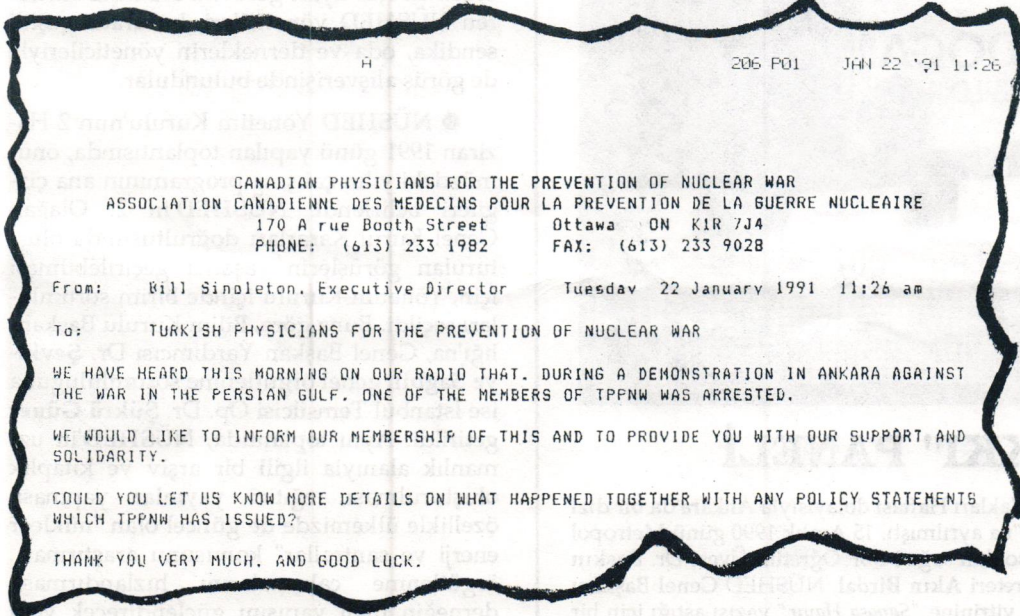 A 206 P01 JAN 22 '91 11:26
CANADIAN PHYSICIANS FOR THE PREVENTION OF NUCLEAR WAR
ASSOCIATION CANADIENNE DES MEDECINS POUR LA PREVENTION DE LA GUERRE NUCLEAIRE
170 A rue Booth Street Ottawa ON K1R 7J4
PHONE: (613) 233 1982 FAX: (613) 233 9028
From: Bill Singleton. Executive Director Tuesday 22 January 1991 11:26 am
To: TURKISH PHYSICIANS FOR THE PREVENTION OF NUCLEAR WAR
WE HAVE HEARD THIS MORNING ON OUR RADIO THAT. DURING A DEMONSTRATION IN ANKARA AGAINST
THE WAR IN THE PERSIAN GULF. ONE OF THE MEMBERS OF TPPNW WAS ARRESTED.
WE WOULD LIKE TO INFORM OUR MEMBERSHIP OF THIS AND TO PROVIDE YOU WITH OUR SUPPORT AND
SOLIDARITY.
COULD YOU LET US KNOW MORE DETAILS ON WHAT HAPPENED TOGETHER WITH ANY POLICY STATEMENTS
WHICH TPPNW HAS ISSUED?
THANK YOU VERY MUCH. AND GOOD LUCK.